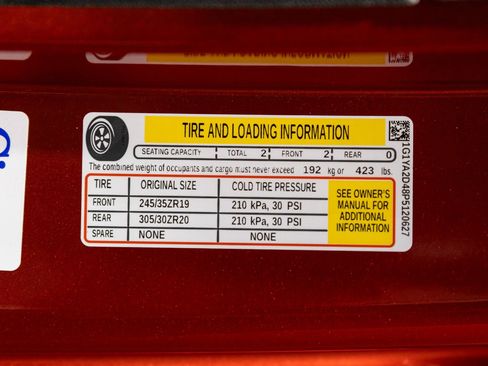 TIRE AND LOADING INFORMATION
SEATING CAPACITY TOTAL 2 FRONT 2 REAR 0
The combined weight of occupants and cargo must never exceed 192 kg or 423 lbs.
TIRE ORIGINAL SIZE COLD TIRE PRESSURE
FRONT 245/35ZR19 210 kPa, 30 PSI
REAR 305/30ZR20 210 kPa, 30 PSI
SPARE NONE NONE
SEE OWNER'S
MANUAL FOR
ADDITIONAL
INFORMATION
1G1YA2D48P5120627